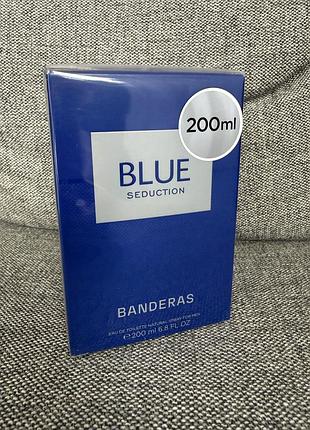 200ml
BLUE
SEDUCTION
BANDERAS
EAU DE TOILETTE NATURAL SPRAY FOR MEN
℮ 200 ml 6.8 FL.OZ